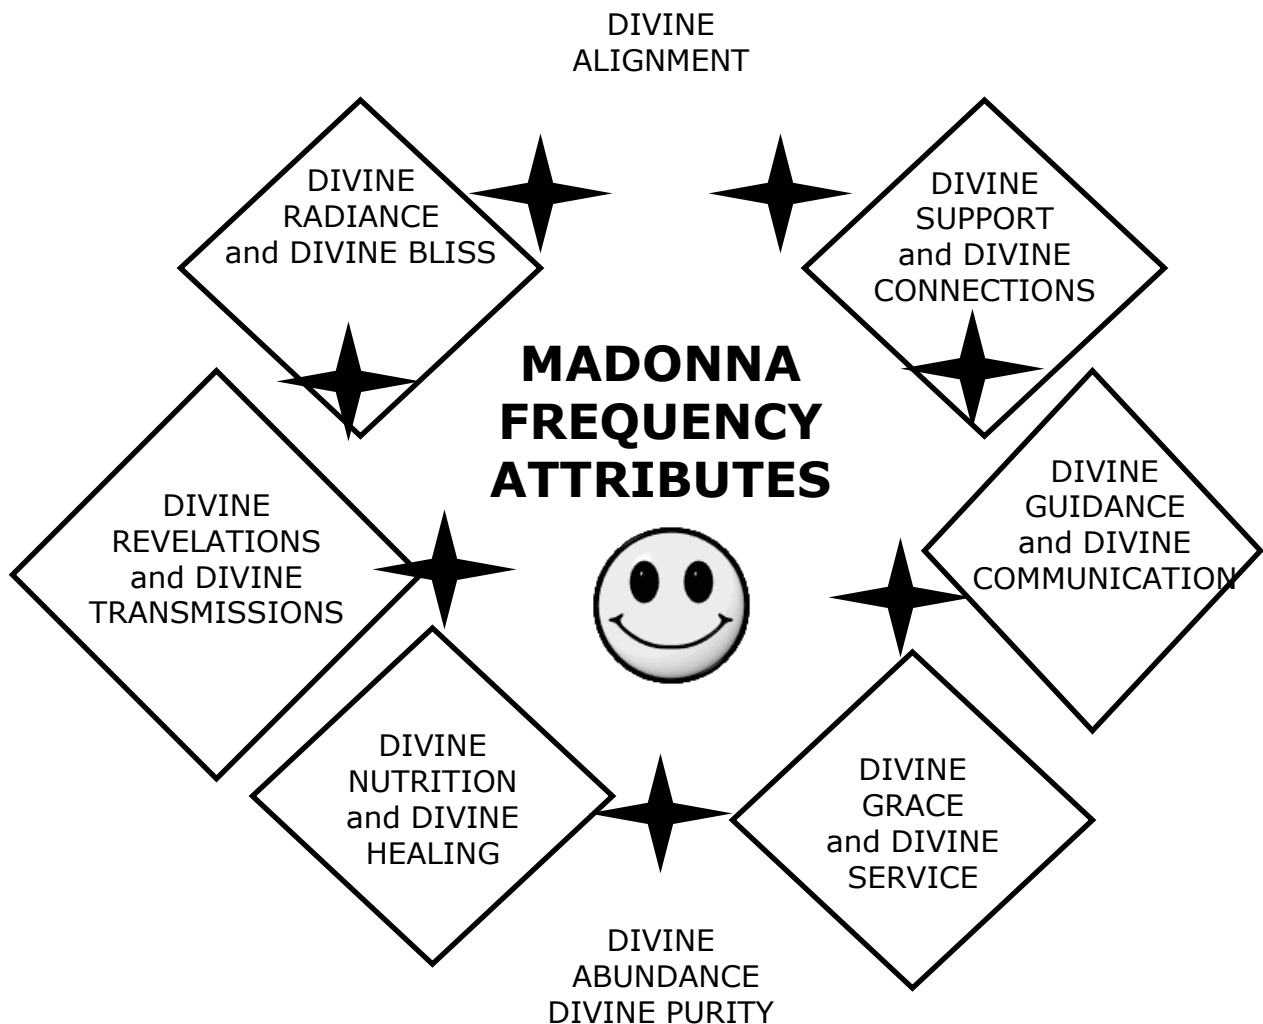 DIVINE
ALIGNMENT
DIVINE
RADIANCE
and DIVINE BLISS
DIVINE
SUPPORT
and DIVINE
CONNECTIONS
MADONNA
FREQUENCY
ATTRIBUTES
DIVINE
REVELATIONS
and DIVINE
TRANSMISSIONS
DIVINE
GUIDANCE
and DIVINE
COMMUNICATION
DIVINE
NUTRITION
and DIVINE
HEALING
DIVINE
GRACE
and DIVINE
SERVICE
DIVINE
ABUNDANCE
DIVINE PURITY